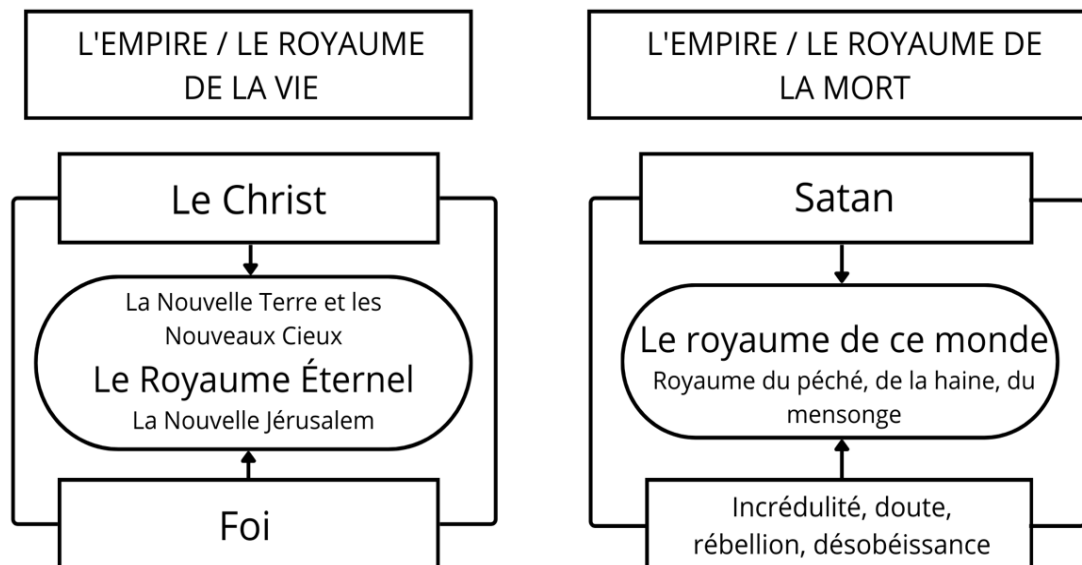 L'EMPIRE / LE ROYAUME
DE LA VIE
Le Christ
La Nouvelle Terre et les
Nouveaux Cieux
Le Royaume Éternel
La Nouvelle Jérusalem
Foi
L'EMPIRE / LE ROYAUME DE
LA MORT
Satan
Le royaume de ce monde
Royaume du péché, de la haine, du
mensonge
Incrédulité, doute,
rébellion, désobéissance